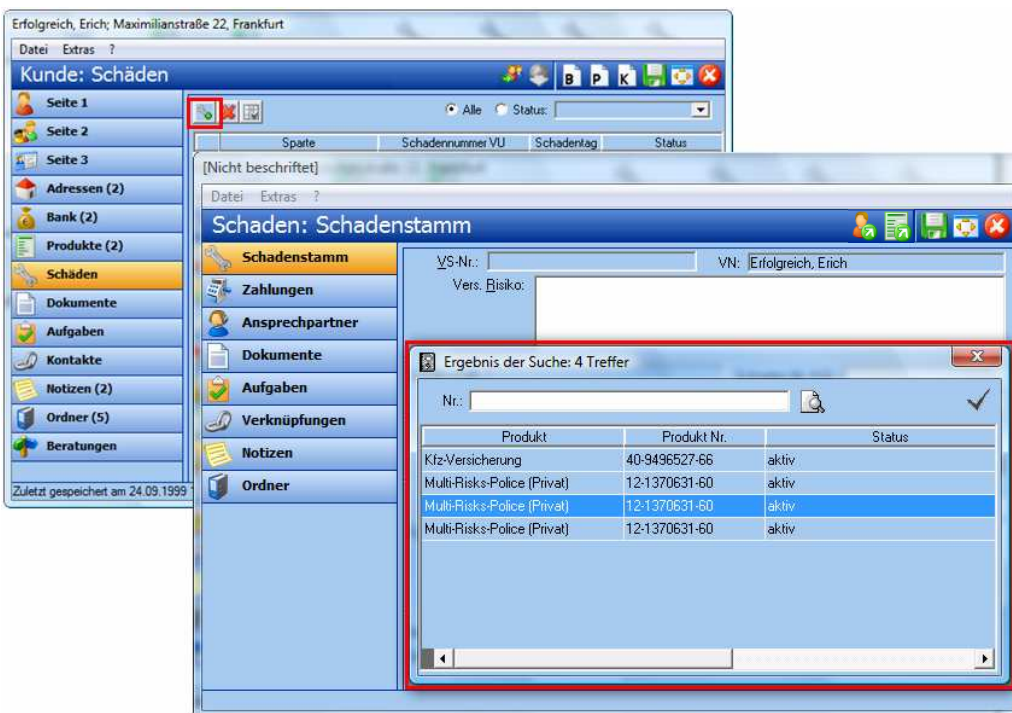 Erfolgreich, Erich; Maximilianstraße 22, Frankfurt
Datei Extras ?
Kunde: Schäden
B P K
Seite 1
Seite 2
Seite 3
Adressen (2)
Bank (2)
Produkte (2)
Schäden
Dokumente
Aufgaben
Kontakte
Notizen (2)
Ordner (5)
Beratungen
Zuletzt gespeichert am 24.09.1999
Alle Status:
Sparte Schadennummer VU Schadentag Status
[Nicht beschriftet]
Datei Extras ?
Schaden: Schadenstamm
Schadenstamm
Zahlungen
Ansprechpartner
Dokumente
Aufgaben
Verknüpfungen
Notizen
Ordner
VS-Nr.: VN: Erfolgreich, Erich
Vers. Risiko:
Ergebnis der Suche: 4 Treffer
Nr.:
Produkt Produkt Nr. Status
Kfz-Versicherung 40-9496527-66 aktiv
Multi-Risks-Police (Privat) 12-1370631-60 aktiv
Multi-Risks-Police (Privat) 12-1370631-60 aktiv
Multi-Risks-Police (Privat) 12-1370631-60 aktiv